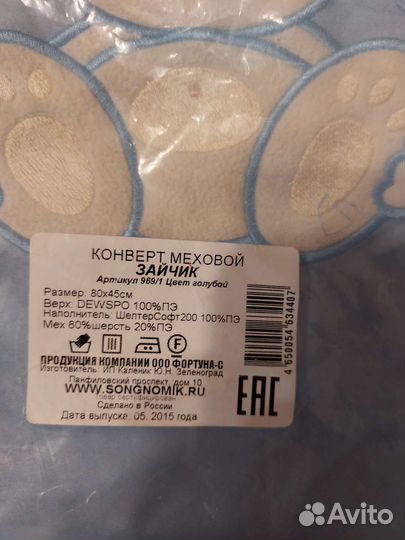 КОНВЕРТ МЕХОВОЙ
ЗАЙЧИК
Артикул 969/1 Цвет голубой
Размер: 80х45см
Верх: DEWSPO 100%ПЭ
Наполнитель: ШелтерСофт200 100%ПЭ
Мех 80%шерсть 20%ПЭ
ПРОДУКЦИЯ КОМПАНИИ ООО ФОРТУНА-С
Изготовитель: ИП Каленик Ю.Н. Зеленоград
Панфиловский проспект, дом 10
WWW.SONGNOMIK.RU
товар сертифицирован
Сделано в России
Дата выпуска: 05. 2015 года
4 650054 634407
EAC
Avito